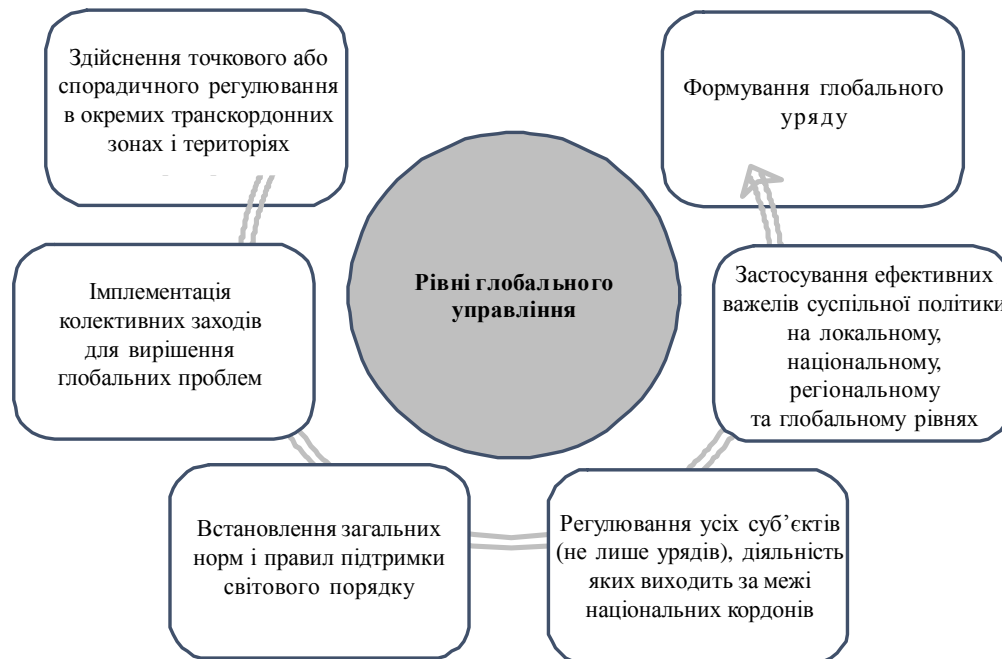 Здійснення точкового або
спорадичного регулювання
в окремих транскордонних
зонах і територіях
Імплементація
колективних заходів
для вирішення
глобальних проблем
Встановлення загальних
норм і правил підтримки
світового порядку
Регулювання усіх суб’єктів
(не лише урядів), діяльність
яких виходить за межі
національних кордонів
Застосування ефективних
важелів суспільної політики
на локальному,
національному,
регіональному
та глобальному рівнях
Формування глобального
уряду
Рівні глобального
управління